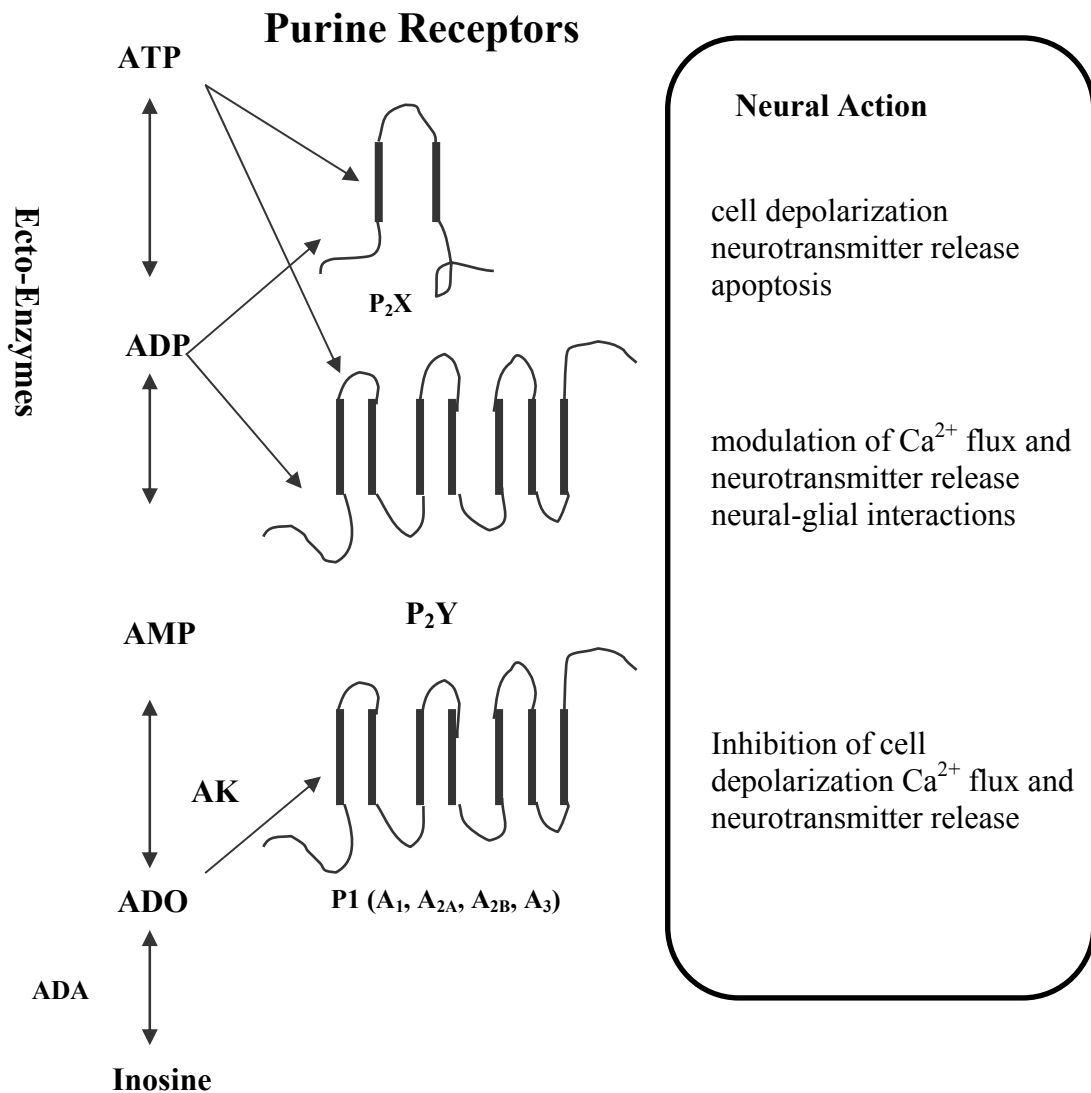 Purine Receptors
ATP
Ecto-Enzymes
ADP
AMP
AK
ADO
ADA
Inosine
P₂X
P₂Y
P1 (A₁, A₂A, A₂B, A₃)
Neural Action
cell depolarization
neurotransmitter release
apoptosis
modulation of Ca²⁺ flux and
neurotransmitter release
neural-glial interactions
Inhibition of cell
depolarization Ca²⁺ flux and
neurotransmitter release